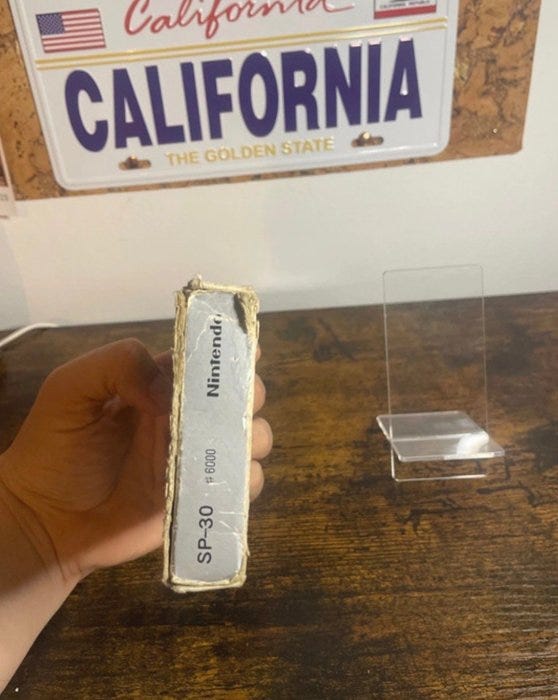 California
CALIFORNIA
THE GOLDEN STATE
SP-30 #6000 Nintendo